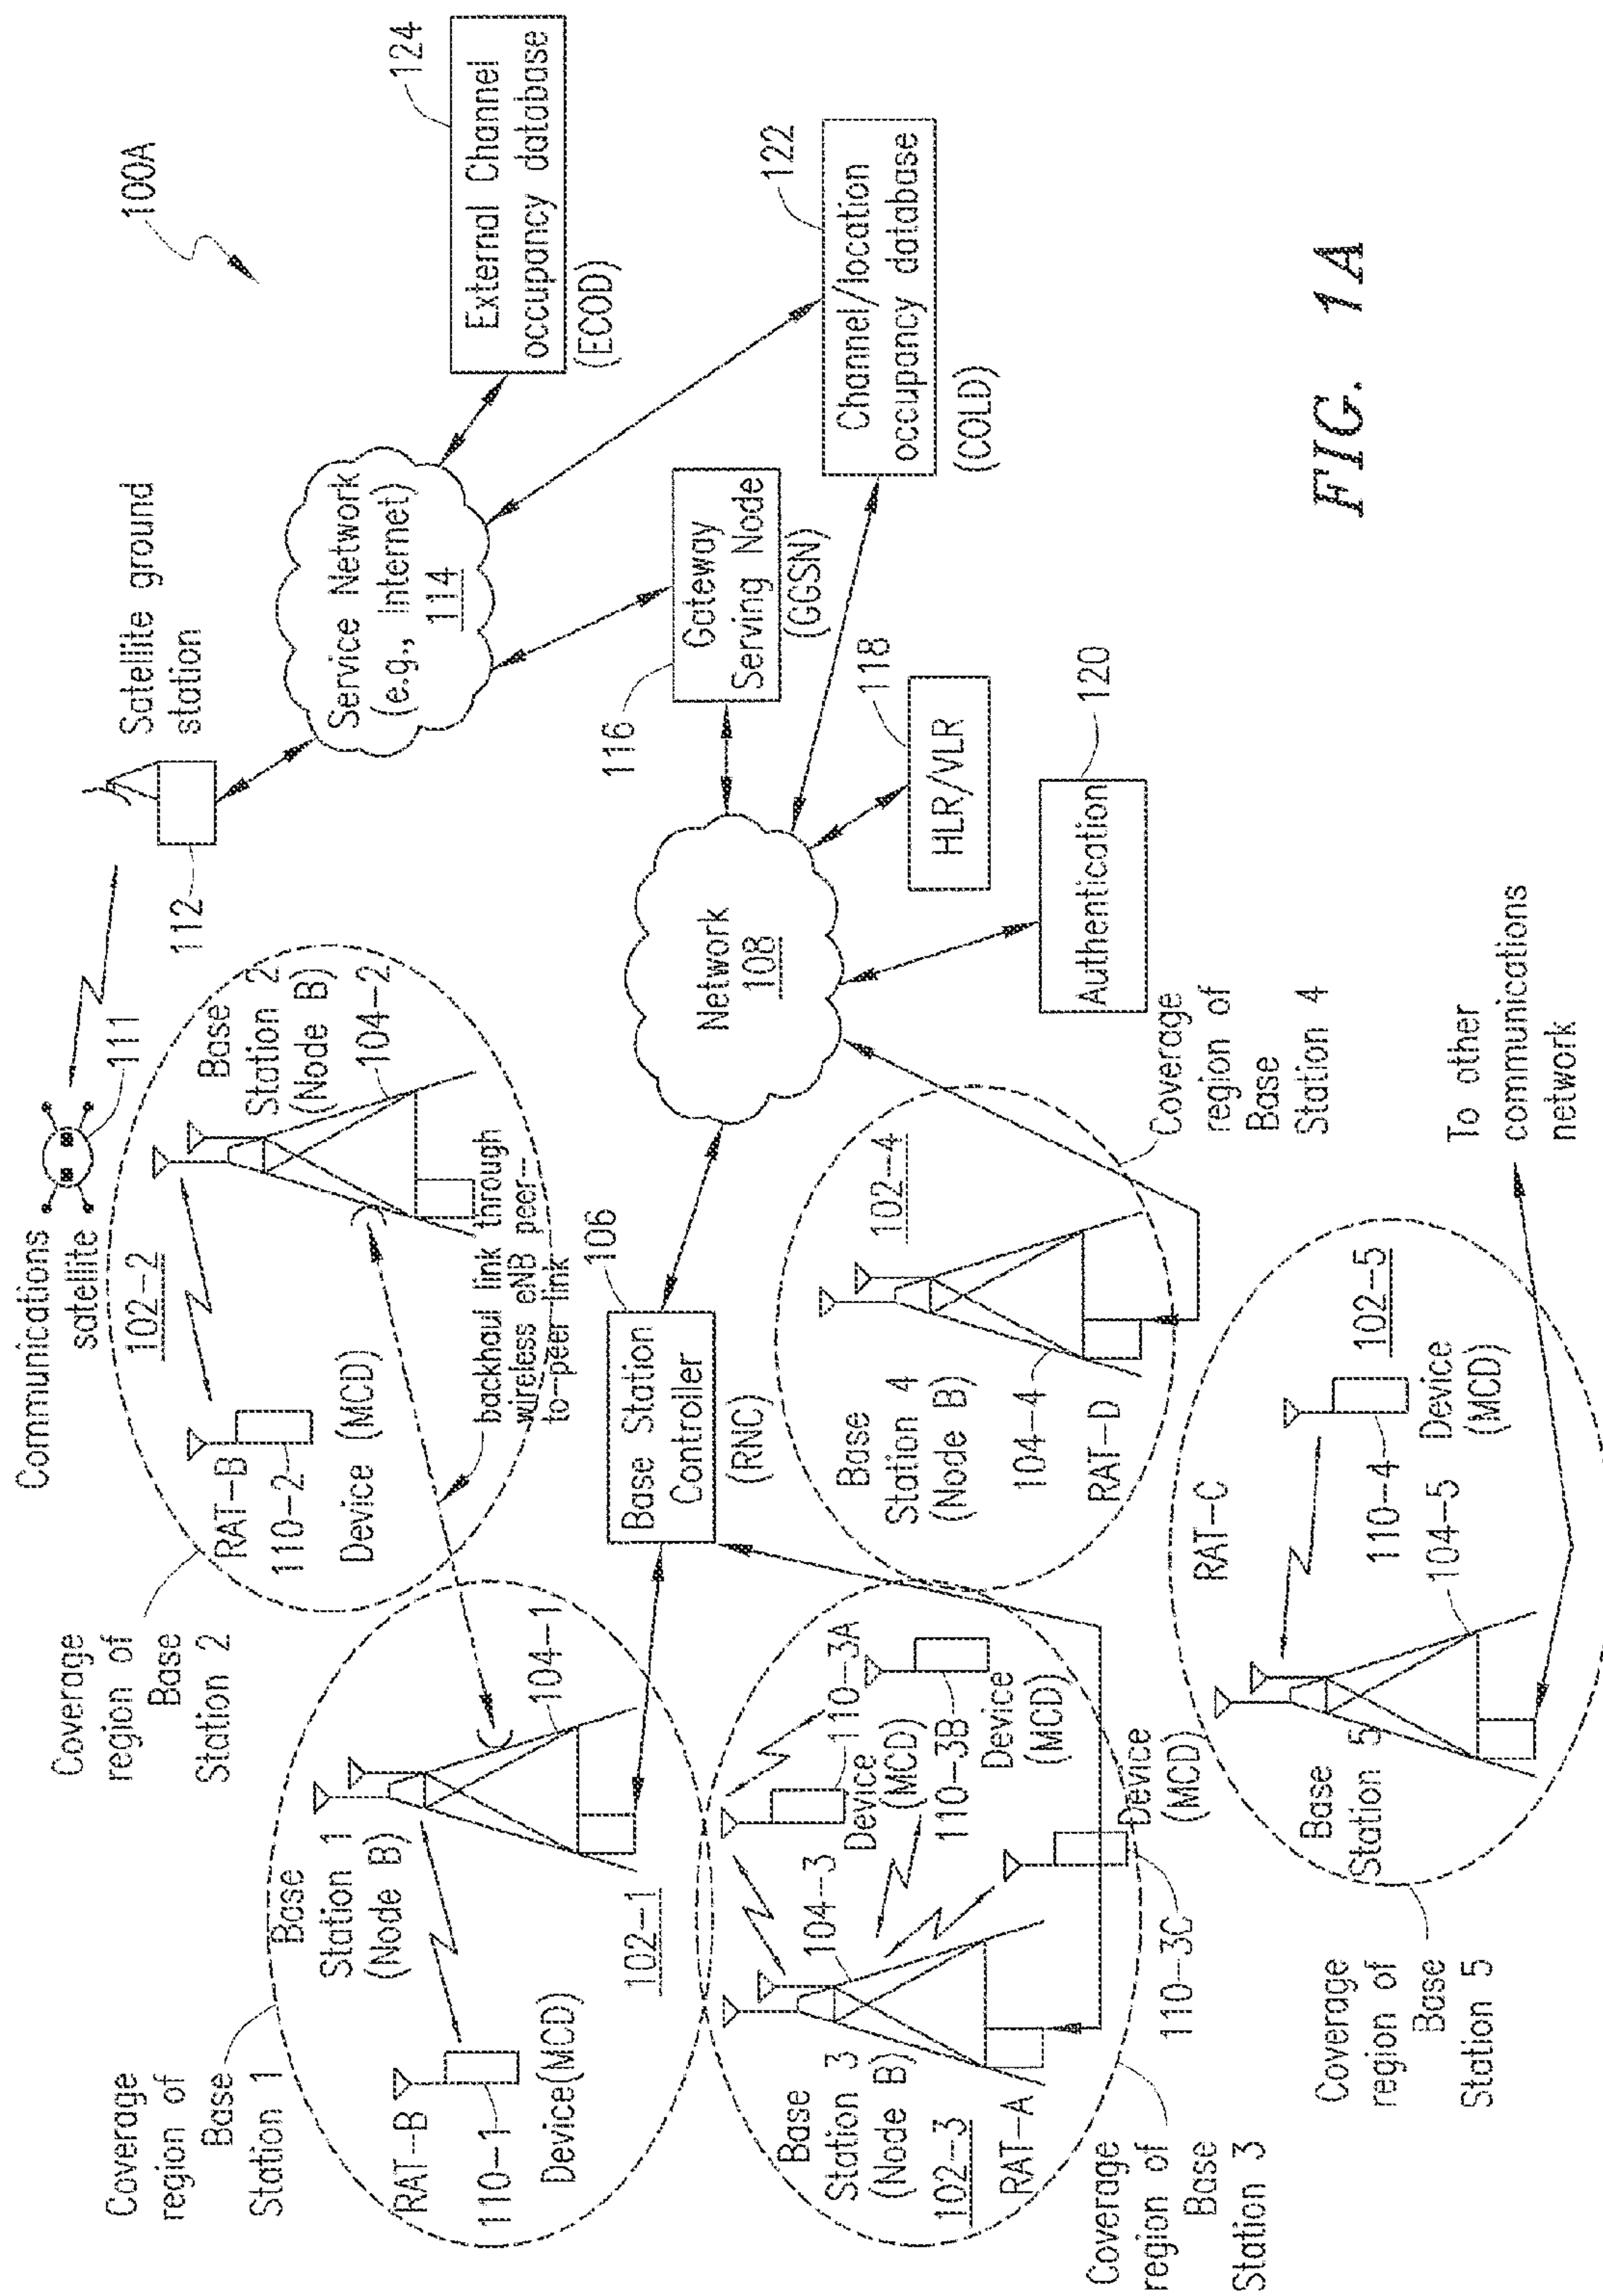 100A
Communications
satellite
111
Satellite ground
station
112
Service Network
(e.g., Internet)
114
External Channel
occupancy database
(ECOD)
124
Channel/location
occupancy database
(COLD)
122
Gateway
Serving Node
(GGSN)
116
HLR/VLR
118
Authentication
120
Network
108
Base Station
Controller
(RNC)
106
Coverage
region of
Base
Station 2
102-2
RAT-B
110-2
Device (MCD)
Base
Station 2
(Node B)
104-2
backhaul link through
wireless eNB peer-
to-peer link
Coverage
region of
Base
Station 1
RAT-B
110-1
Device(MCD)
Base
Station 1
(Node B)
104-1
102-1
Base
Station 3
(Node B)
102-3
RAT-A
104-3
110-3A
Device
(MCD)
110-3B
Device
(MCD)
Device
(MCD)
110-3C
Coverage
region of
Base
Station 3
102-4
Base
Station 4
(Node B)
104-4
RAT-D
Coverage
region of
Base
Station 4
RAT-C
102-5
110-4
Device
(MCD)
104-5
Base
Station 5
Coverage
region of
Base
Station 5
To other
communications
network
FIG. 1A